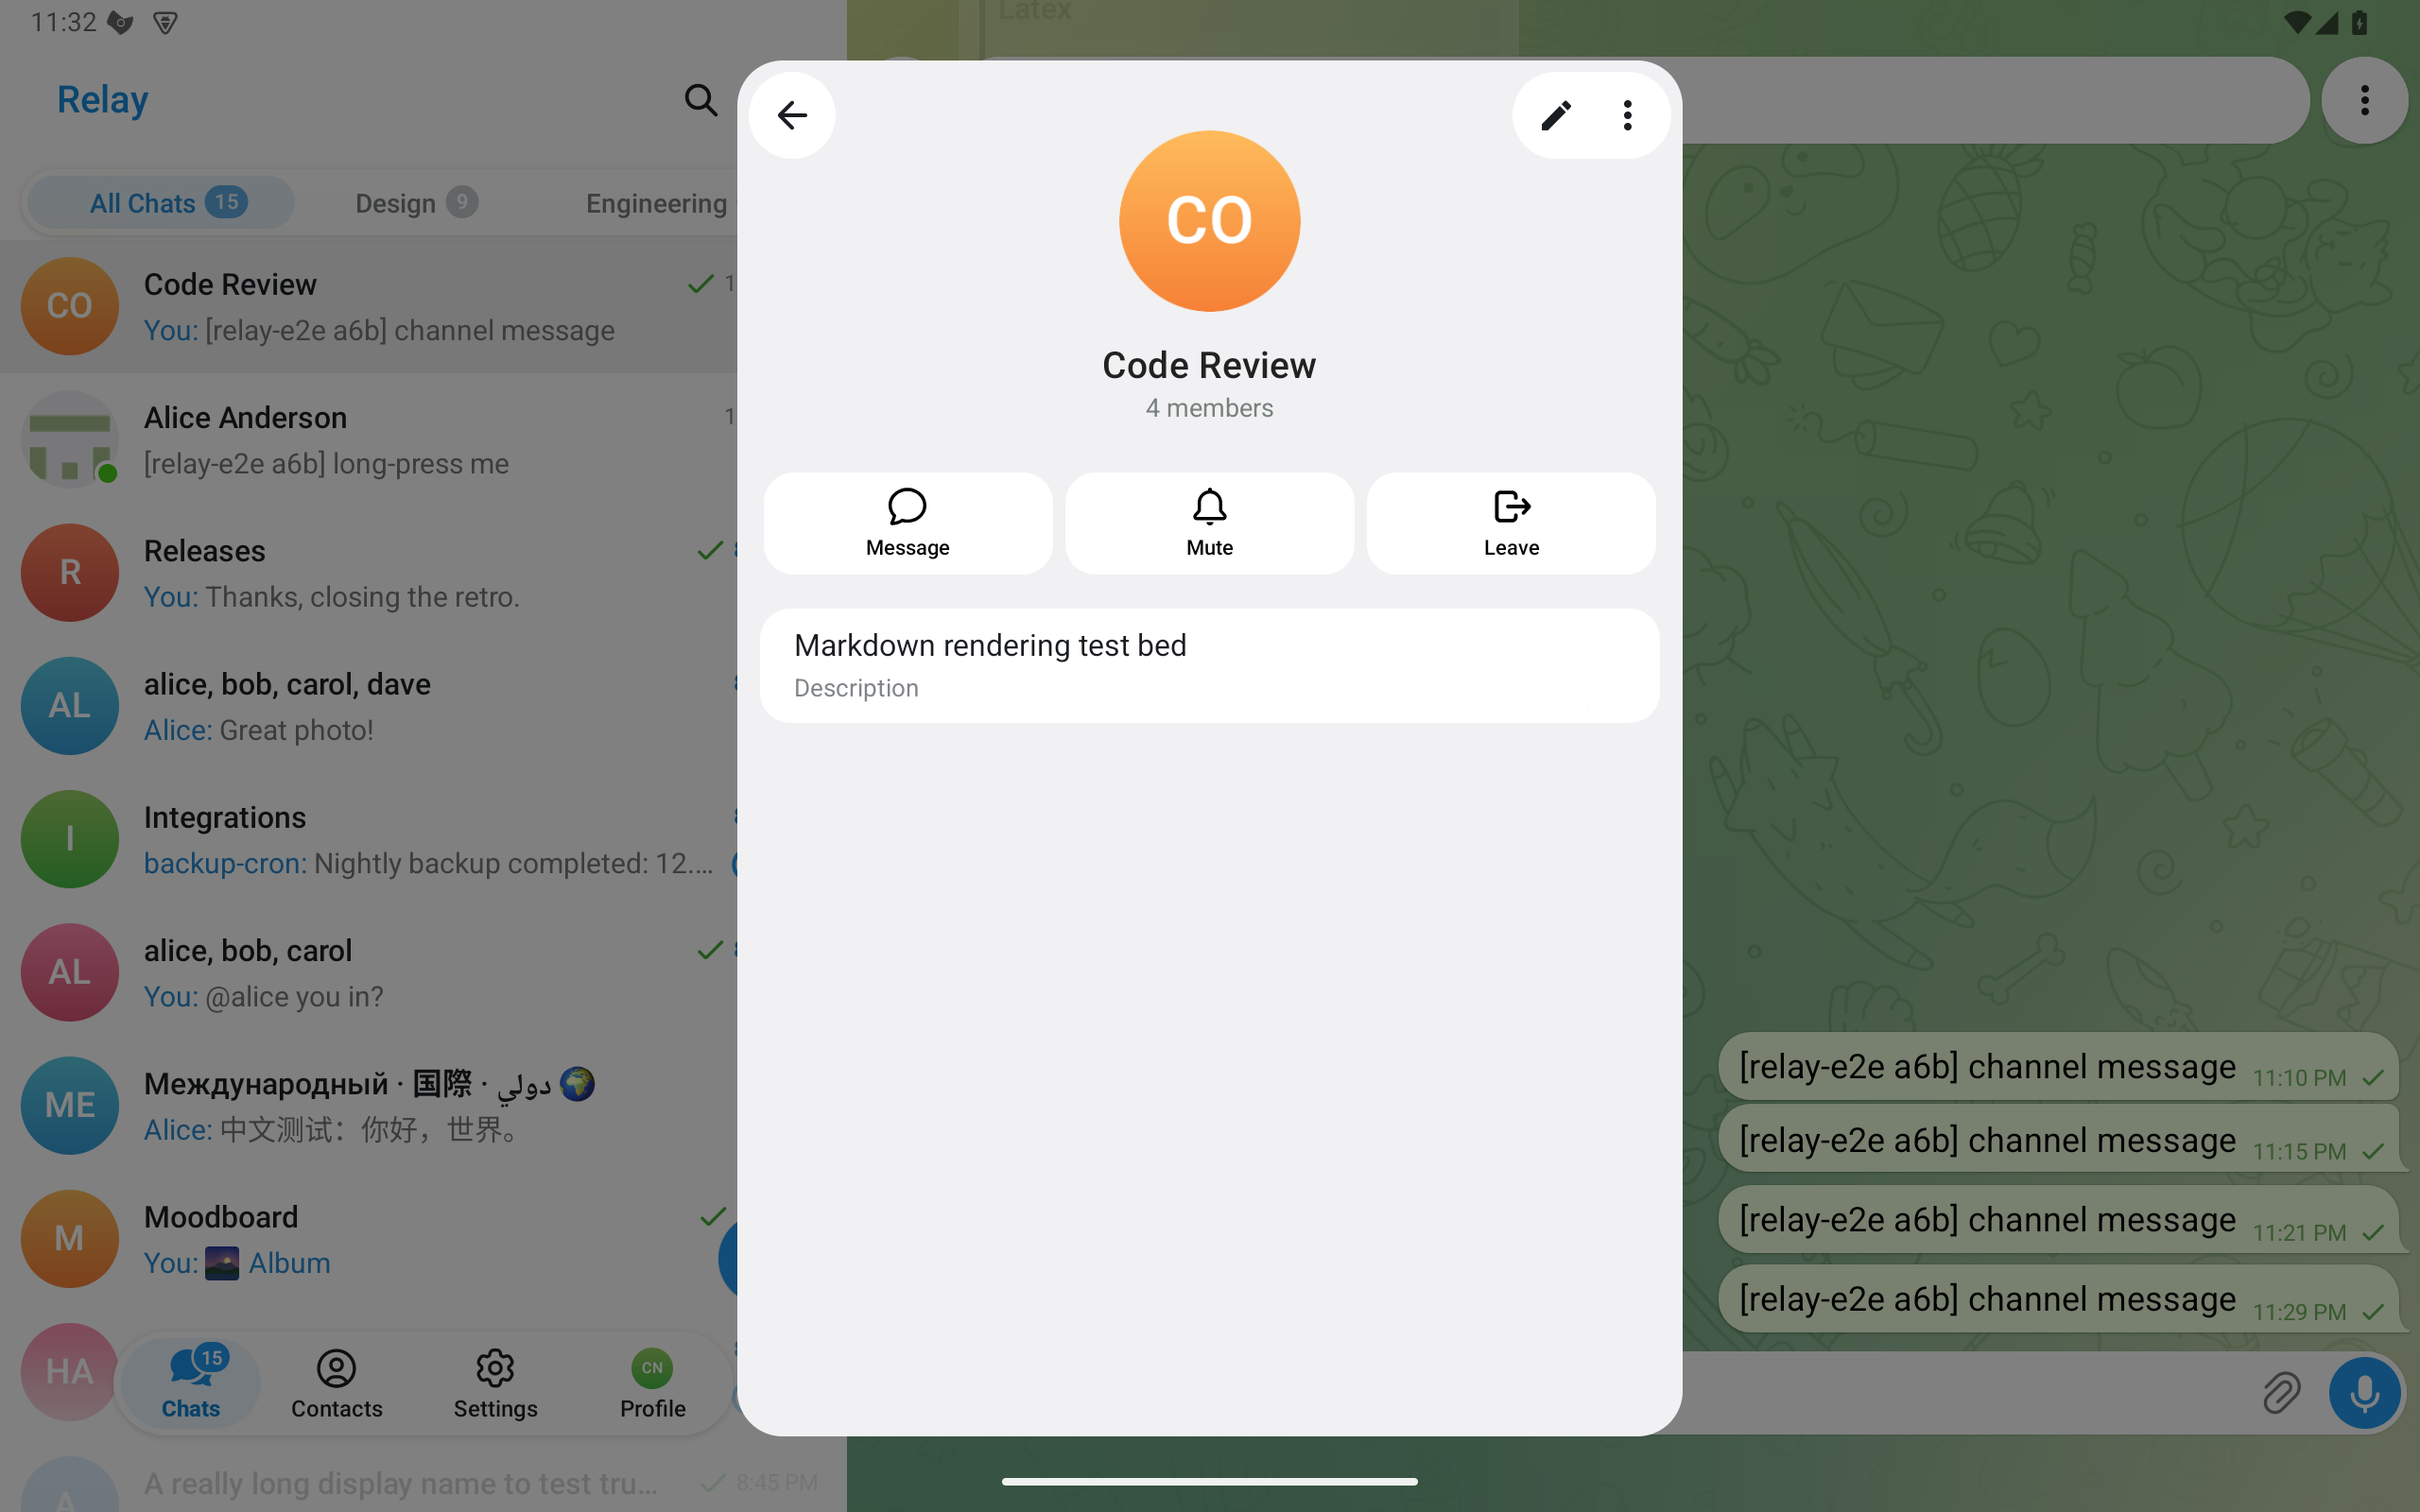 11:32
Latex
Relay
All Chats 15
Design 9
Engineering
CO
Code Review
You: [relay-e2e a6b] channel message
Alice Anderson
[relay-e2e a6b] long-press me
R
Releases
You: Thanks, closing the retro.
AL
alice, bob, carol, dave
Alice: Great photo!
I
Integrations
backup-cron: Nightly backup completed: 12....
AL
alice, bob, carol
You: @alice you in?
ME
Международный · 国際 · دولي 🌍
Alice: 中文测试：你好，世界。
M
Moodboard
You: Album
HA
15
Chats
Contacts
Settings
CN
Profile
A
A really long display name to test tru...
8:45 PM
CO
Code Review
4 members
Message
Mute
Leave
Markdown rendering test bed
Description
[relay-e2e a6b] channel message 11:10 PM
[relay-e2e a6b] channel message 11:15 PM
[relay-e2e a6b] channel message 11:21 PM
[relay-e2e a6b] channel message 11:29 PM